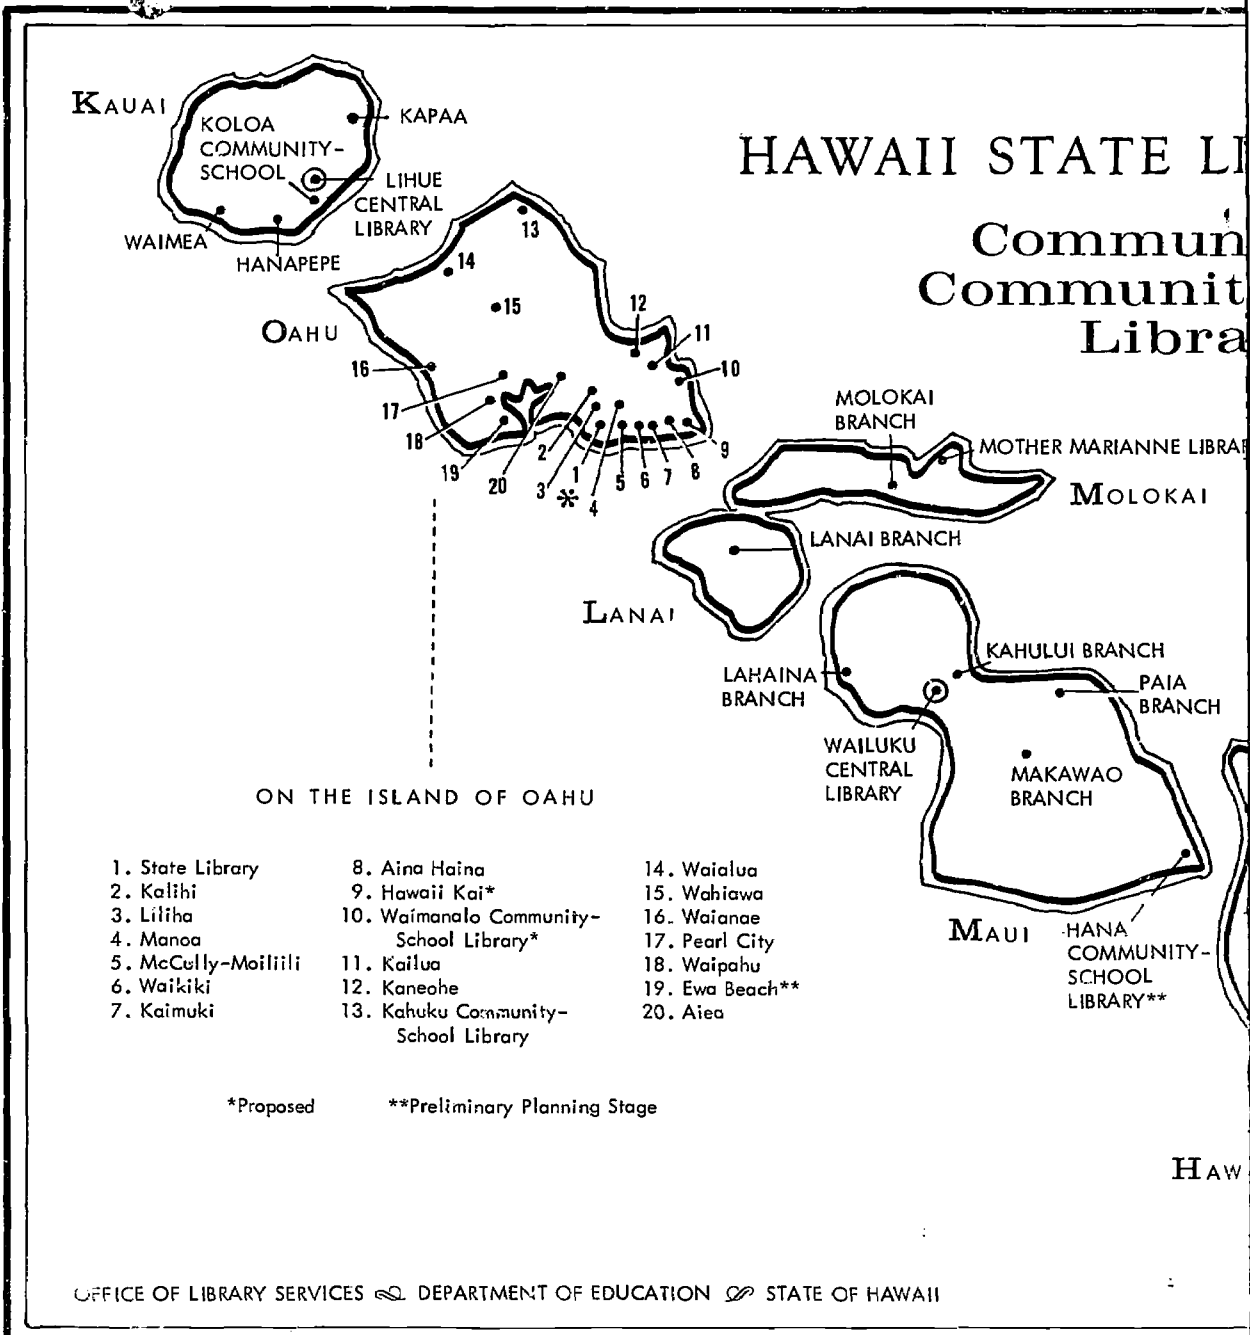 HAWAII STATE LI
Commun
Communit
Libra
KAUAI
KAPAA
KOLOA
COMMUNITY-
SCHOOL
LIHUE
CENTRAL
LIBRARY
WAIMEA
HANAPEPE
OAHU
13
14
15
12
11
10
16
17
18
19
20
2
3
1
*
4
5
6
7
8
9
MOLOKAI
BRANCH
MOTHER MARIANNE LIBRAR
MOLOKAI
LANAI BRANCH
LANAI
LAHAINA
BRANCH
KAHULUI BRANCH
PAIA
BRANCH
WAILUKU
CENTRAL
LIBRARY
MAKAWAO
BRANCH
MAUI
HANA
COMMUNITY-
SCHOOL
LIBRARY**
ON THE ISLAND OF OAHU
1. State Library
2. Kalihi
3. Liliha
4. Manoa
5. McCully-Moiliili
6. Waikiki
7. Kaimuki
8. Aina Haina
9. Hawaii Kai*
10. Waimanalo Community-
School Library*
11. Kailua
12. Kaneohe
13. Kahuku Community-
School Library
14. Waialua
15. Wahiawa
16. Waianae
17. Pearl City
18. Waipahu
19. Ewa Beach**
20. Aiea
*Proposed **Preliminary Planning Stage
HAW
OFFICE OF LIBRARY SERVICES DEPARTMENT OF EDUCATION STATE OF HAWAII